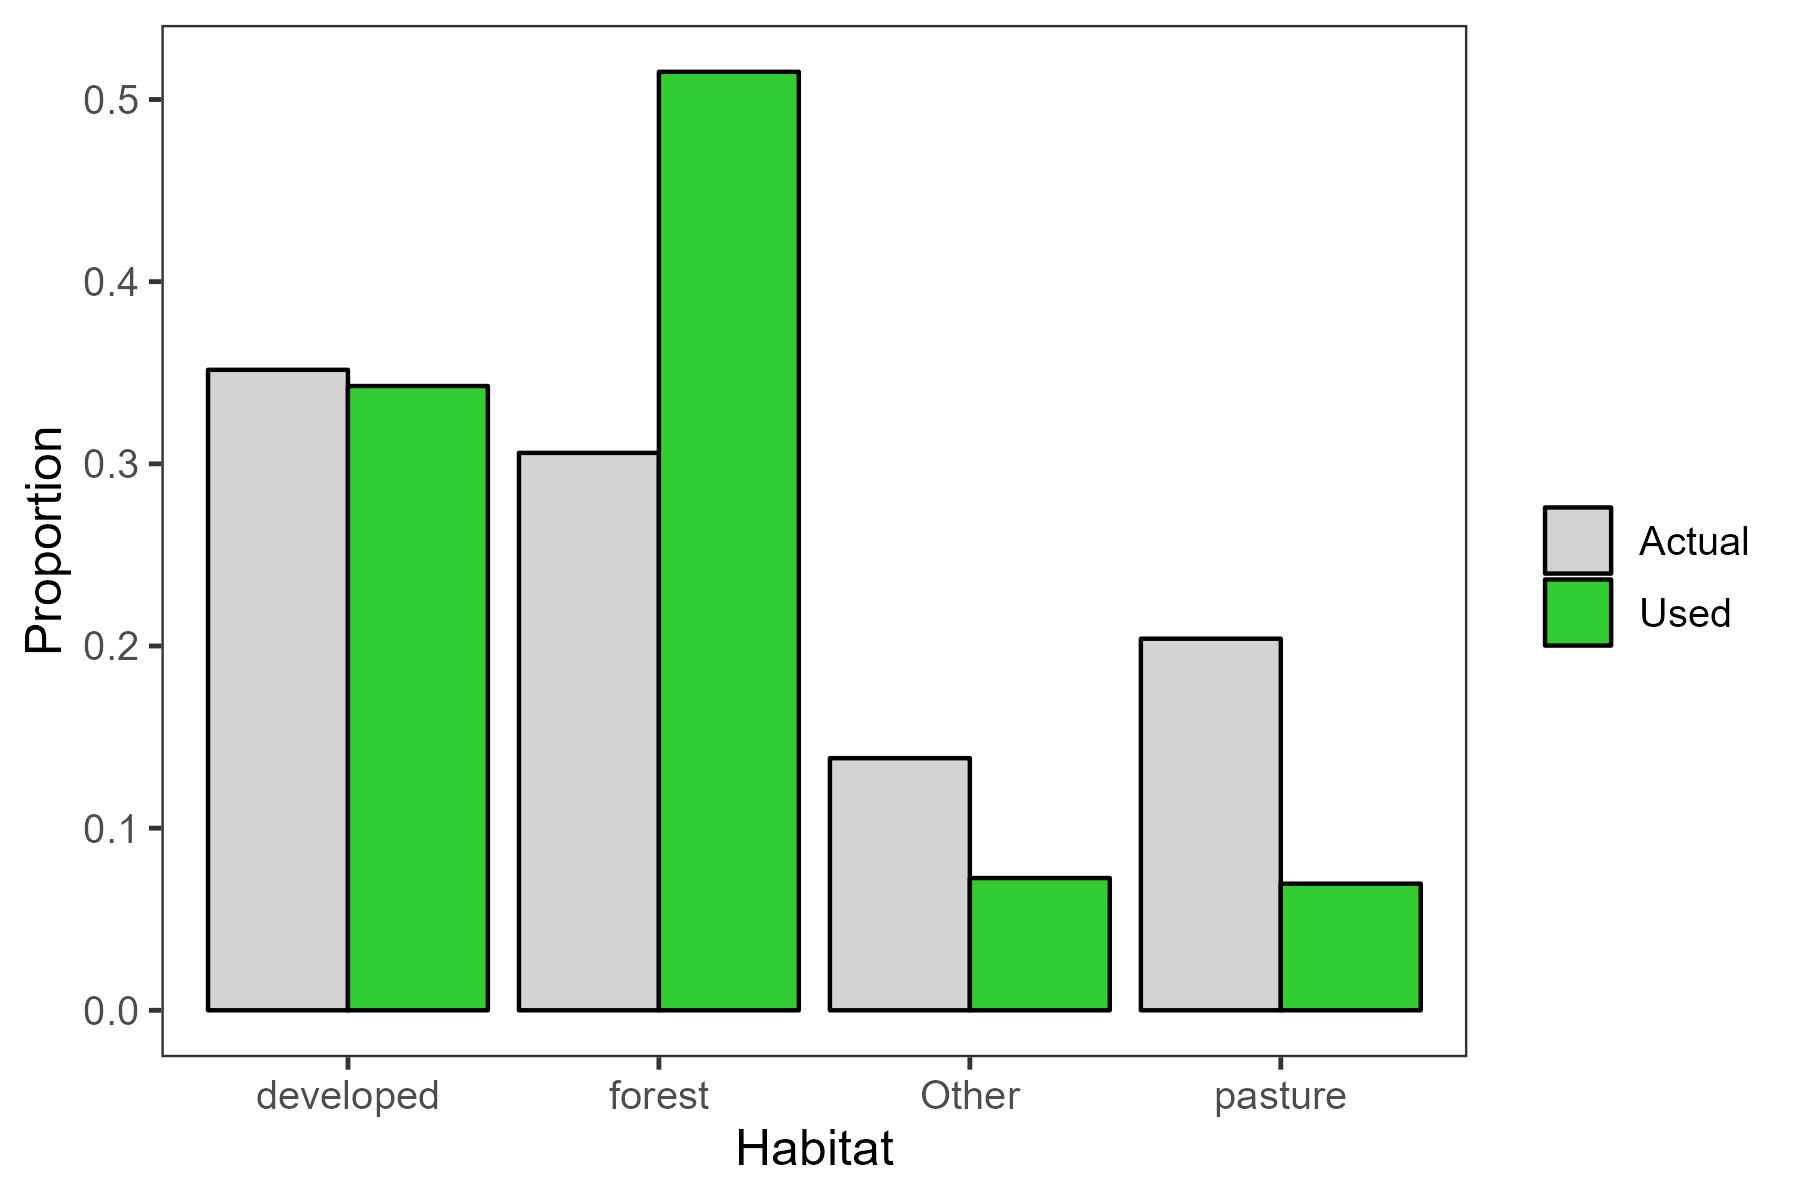 Proportion
0.5
0.4
0.3
0.2
0.1
0.0
developed
forest
Other
pasture
Habitat
Actual
Used